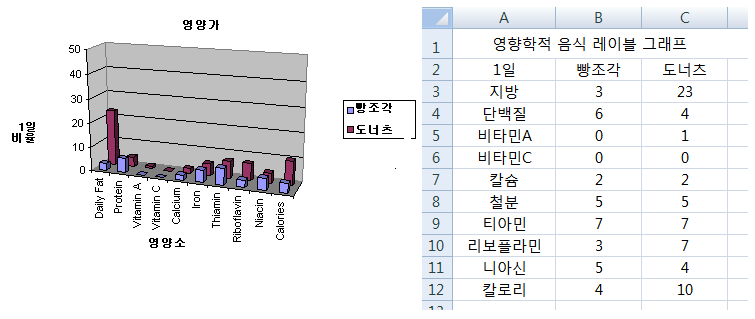 영양가
50
40
30
20
10
0
1일
비율
Daily Fat
Protein
Vitamin A
Vitamin C
Calcium
Iron
Thiamin
Riboflavin
Niacin
Calories
영양소
빵조각
도너츠
A B C
1 영향학적 음식 레이블 그래프
2 1일 빵조각 도너츠
3 지방 3 23
4 단백질 6 4
5 비타민A 0 1
6 비타민C 0 0
7 칼슘 2 2
8 철분 5 5
9 티아민 7 7
10 리보플라민 3 7
11 니아신 5 4
12 칼로리 4 10